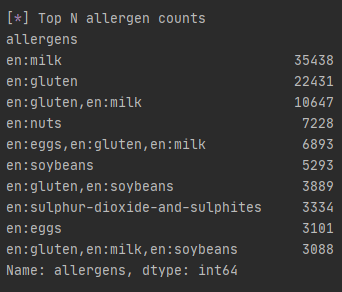 [*] Top N allergen counts
allergens
en:milk 35438
en:gluten 22431
en:gluten,en:milk 10647
en:nuts 7228
en:eggs,en:gluten,en:milk 6893
en:soybeans 5293
en:gluten,en:soybeans 3889
en:sulphur-dioxide-and-sulphites 3334
en:eggs 3101
en:gluten,en:milk,en:soybeans 3088
Name: allergens, dtype: int64